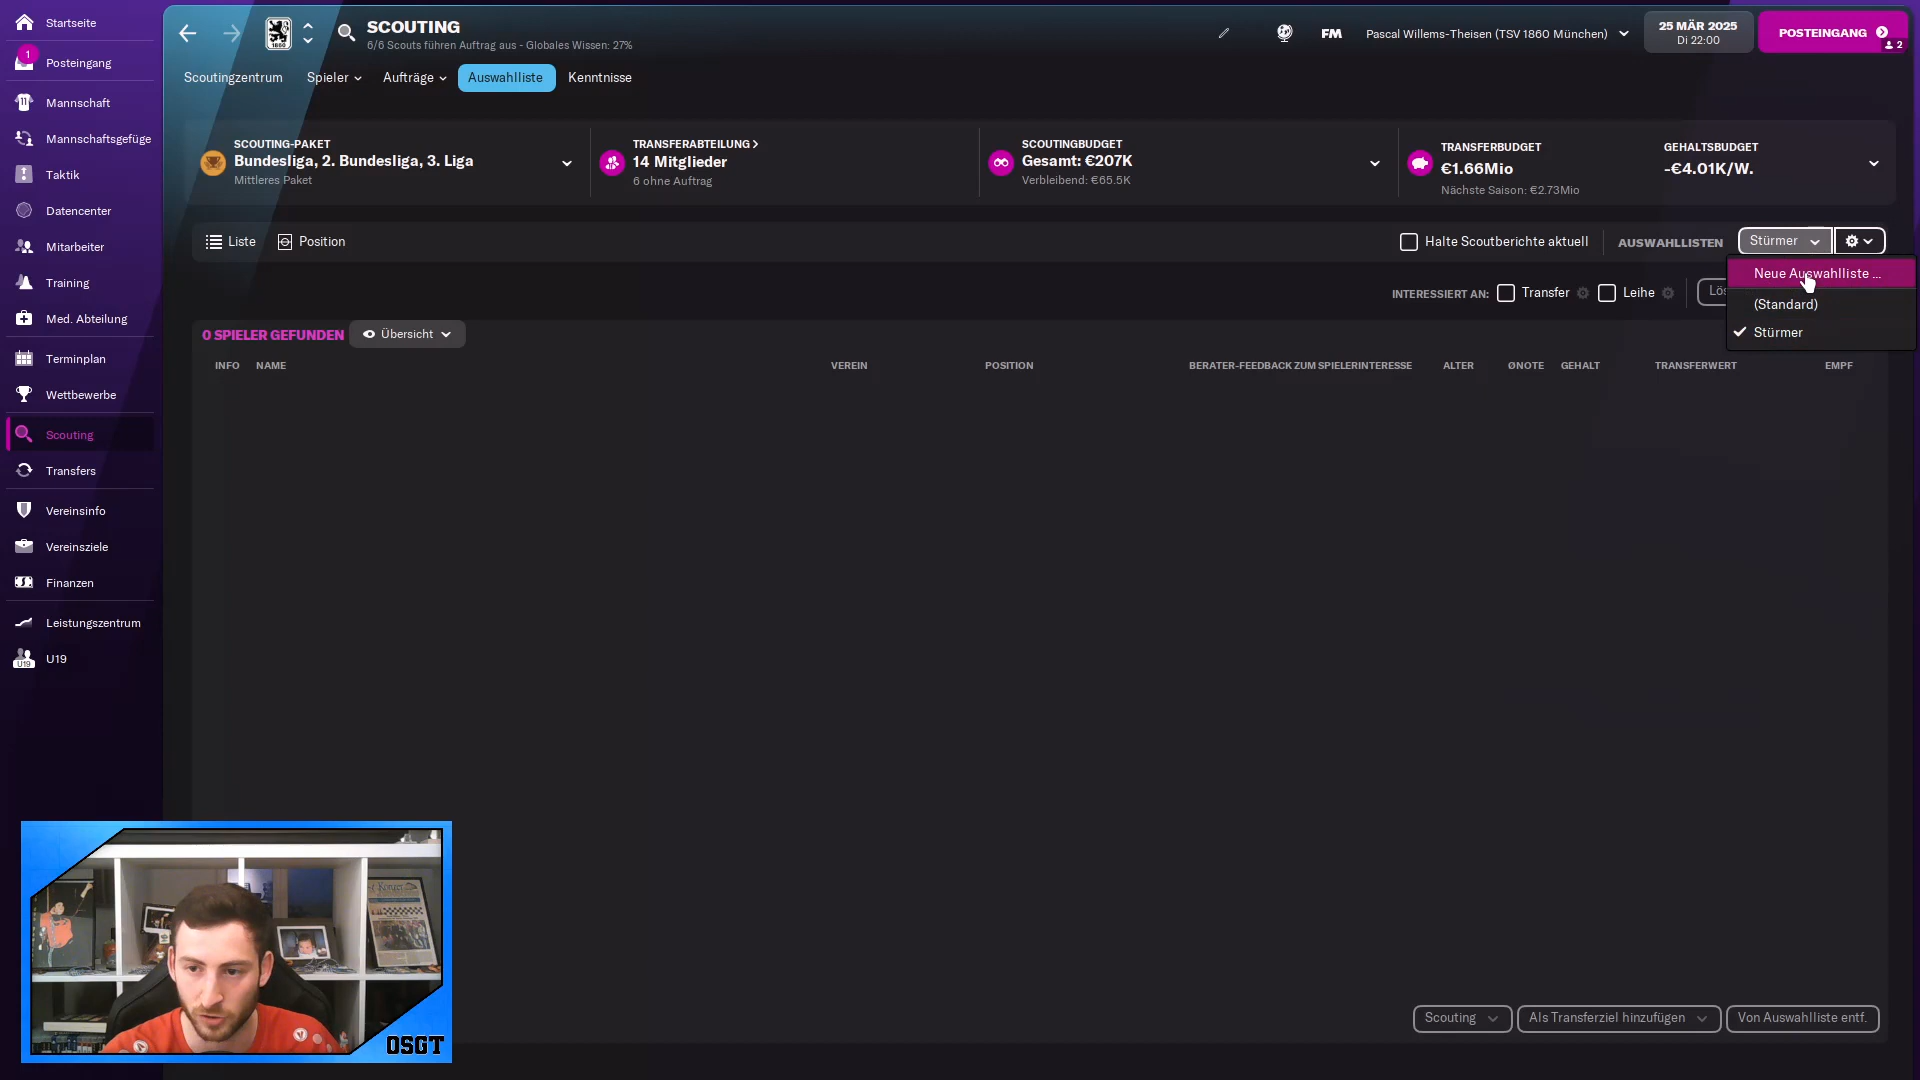 Startseite
1
Posteingang
Mannschaft
Mannschaftsgefüge
Taktik
Datencenter
Mitarbeiter
Training
Med. Abteilung
Terminplan
Wettbewerbe
Scouting
Transfers
Vereinsinfo
Vereinsziele
Finanzen
Leistungszentrum
U19
U19
1860
SCOUTING
6/6 Scouts führen Auftrag aus - Globales Wissen: 27%
FM
Pascal Willems-Theisen (TSV 1860 München)
25 MÄR 2025
Di 22:00
POSTEINGANG
2
Scoutingzentrum
Spieler
Aufträge
Auswahlliste
Kenntnisse
SCOUTING-PAKET
Bundesliga, 2. Bundesliga, 3. Liga
Mittleres Paket
TRANSFERABTEILUNG
14 Mitglieder
6 ohne Auftrag
SCOUTINGBUDGET
Gesamt: €207K
Verbleibend: €65.5K
TRANSFERBUDGET
€1.66Mio
Nächste Saison: €2.73Mio
GEHALTSBUDGET
-€4.01K/W.
Liste
Position
Halte Scoutberichte aktuell
AUSWAHLLISTEN
Stürmer
Neue Auswahlliste ...
(Standard)
Stürmer
INTERESSIERT AN:
Transfer
Leihe
0 SPIELER GEFUNDEN
Übersicht
INFO NAME VEREIN POSITION BERATER-FEEDBACK ZUM SPIELERINTERESSE ALTER ØNOTE GEHALT TRANSFERWERT EMPF
Scouting
Als Transferziel hinzufügen
Von Auswahlliste entf.
OSGT